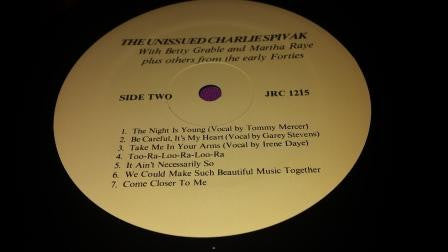 THE UNISSUED CHARLIE SPIVAK
With Betty Grable and Martha Raye
plus others from the early Forties
SIDE TWO JRC 1215
1. The Night Is Young (Vocal by Tommy Mercer)
2. Be Careful, It's My Heart (Vocal by Garey Stevens)
3. Take Me In Your Arms (Vocal by Irene Daye)
4. Too-Ra-Loo-Ra-Loo-Ra
5. It Ain't Necessarily So
6. We Could Make Such Beautiful Music Together
7. Come Closer To Me